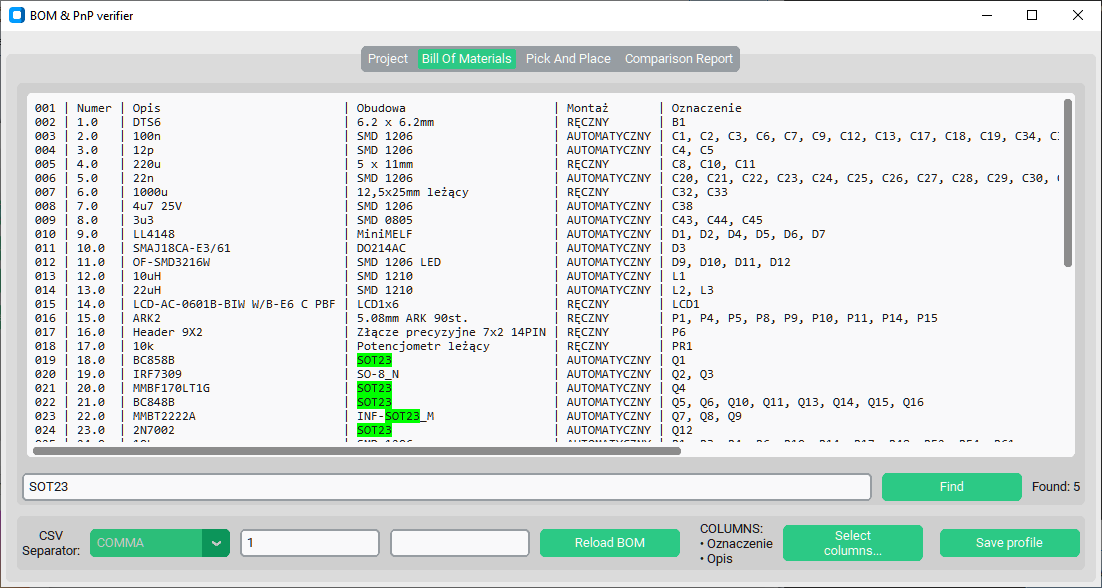 BOM & PnP verifier
Project Bill Of Materials Pick And Place Comparison Report
001 | Numer | Opis | Obudowa | Montaż | Oznaczenie
002 | 1.0 | DTS6 | 6.2 x 6.2mm | RĘCZNY | B1
003 | 2.0 | 100n | SMD 1206 | AUTOMATYCZNY | C1, C2, C3, C6, C7, C9, C12, C13, C17, C18, C19, C34,
004 | 3.0 | 12p | SMD 1206 | AUTOMATYCZNY | C4, C5
005 | 4.0 | 220u | 5 x 11mm | RĘCZNY | C8, C10, C11
006 | 5.0 | 22n | SMD 1206 | AUTOMATYCZNY | C20, C21, C22, C23, C24, C25, C26, C27, C28, C29, C30,
007 | 6.0 | 1000u | 12,5x25mm leżący | RĘCZNY | C32, C33
008 | 7.0 | 4u7 25V | SMD 1206 | AUTOMATYCZNY | C38
009 | 8.0 | 3u3 | SMD 0805 | AUTOMATYCZNY | C43, C44, C45
010 | 9.0 | LL4148 | MiniMELF | AUTOMATYCZNY | D1, D2, D4, D5, D6, D7
011 | 10.0 | SMAJ18CA-E3/61 | DO214AC | AUTOMATYCZNY | D3
012 | 11.0 | OF-SMD3216W | SMD 1206 LED | AUTOMATYCZNY | D9, D10, D11, D12
013 | 12.0 | 10uH | SMD 1210 | AUTOMATYCZNY | L1
014 | 13.0 | 22uH | SMD 1210 | AUTOMATYCZNY | L2, L3
015 | 14.0 | LCD-AC-0601B-BIW W/B-E6 C PBF | LCD1x6 | RĘCZNY | LCD1
016 | 15.0 | ARK2 | 5.08mm ARK 90st. | RĘCZNY | P1, P4, P5, P8, P9, P10, P11, P14, P15
017 | 16.0 | Header 9X2 | Złącze precyzyjne 7x2 14PIN | RĘCZNY | P6
018 | 17.0 | 10k | Potencjometr leżący | RĘCZNY | PR1
019 | 18.0 | BC858B | SOT23 | AUTOMATYCZNY | Q1
020 | 19.0 | IRF7309 | SO-8_N | AUTOMATYCZNY | Q2, Q3
021 | 20.0 | MMBF170LT1G | SOT23 | AUTOMATYCZNY | Q4
022 | 21.0 | BC848B | SOT23 | AUTOMATYCZNY | Q5, Q6, Q10, Q11, Q13, Q14, Q15, Q16
023 | 22.0 | MMBT2222A | INF-SOT23_M | AUTOMATYCZNY | Q7, Q8, Q9
024 | 23.0 | 2N7002 | SOT23 | AUTOMATYCZNY | Q12
SOT23 Find Found: 5
CSV Separator: COMMA 1 Reload BOM
COLUMNS:
• Oznaczenie
• Opis
Select columns...
Save profile